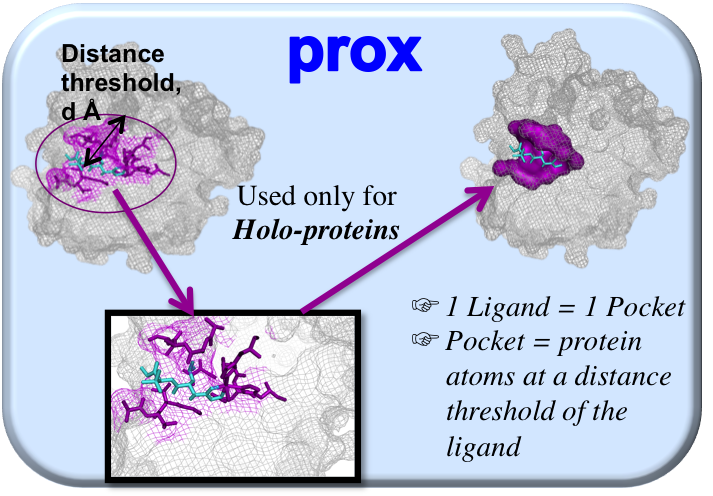 prox
Distance
threshold,
d Å
Used only for
Holo-proteins
☞ 1 Ligand = 1 Pocket
☞ Pocket = protein
atoms at a distance
threshold of the
ligand